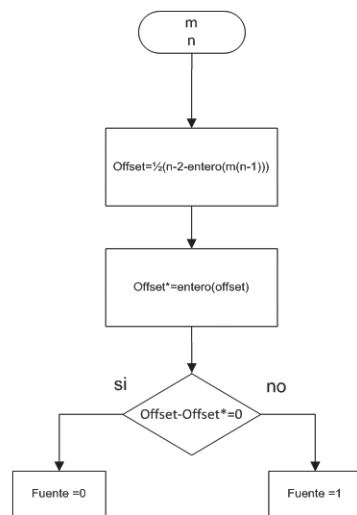 m
n
Offset=½(n-2-entero(m(n-1)))
Offset*=entero(offset)
si
no
Offset-Offset*=0
Fuente =0
Fuente =1